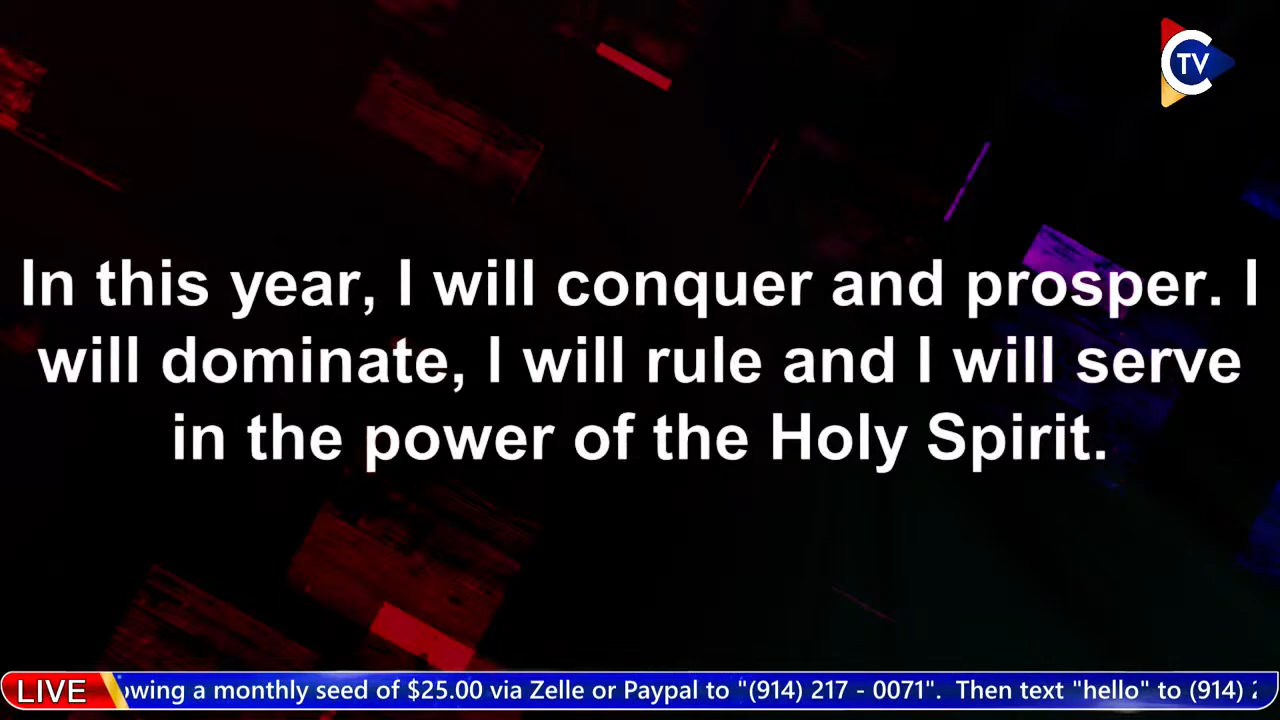 TV
In this year, I will conquer and prosper. I
will dominate, I will rule and I will serve
in the power of the Holy Spirit.
LIVE
owing a monthly seed of $25.00 via Zelle or Paypal to "(914) 217 - 0071". Then text "hello" to (914)